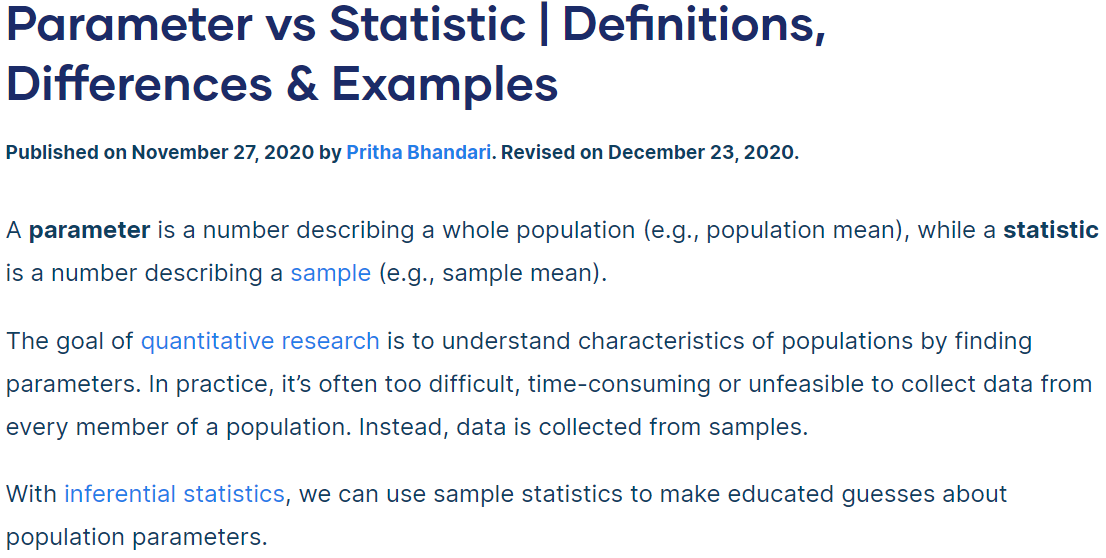 Parameter vs Statistic | Definitions,
Differences & Examples
Published on November 27, 2020 by Pritha Bhandari. Revised on December 23, 2020.
A parameter is a number describing a whole population (e.g., population mean), while a statistic
is a number describing a sample (e.g., sample mean).
The goal of quantitative research is to understand characteristics of populations by finding
parameters. In practice, it’s often too difficult, time-consuming or unfeasible to collect data from
every member of a population. Instead, data is collected from samples.
With inferential statistics, we can use sample statistics to make educated guesses about
population parameters.